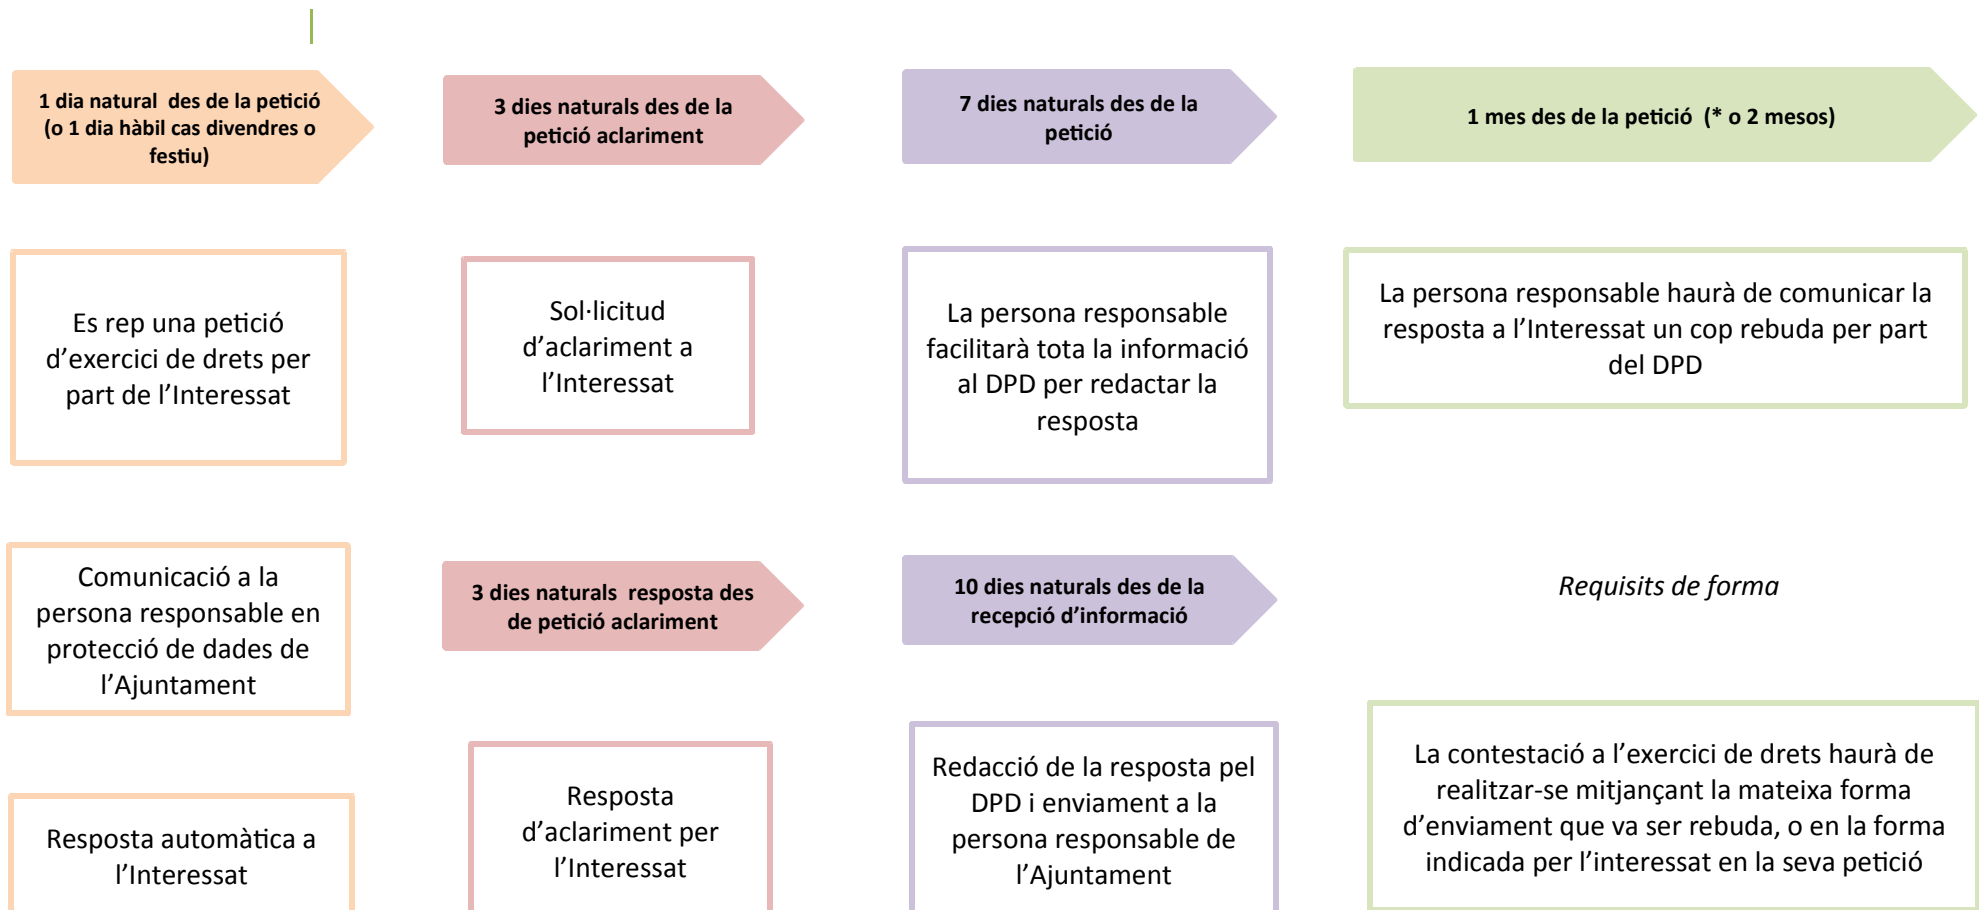 1 dia natural  des de la petició
(o 1 dia hàbil cas divendres o
festiu)
Es rep una petició
d’exercici de drets per
part de l’Interessat
Comunicació a la
persona responsable en
protecció de dades de
l’Ajuntament
Resposta automàtica a
l’Interessat
3 dies naturals des de la
petició aclariment
Sol·licitud
d’aclariment a
l’Interessat
3 dies naturals  resposta des
de petició aclariment
Resposta
d’aclariment per
l’Interessat
7 dies naturals des de la
petició
La persona responsable
facilitarà tota la informació
al DPD per redactar la
resposta
10 dies naturals des de la
recepció d’informació
Redacció de la resposta pel
DPD i enviament a la
persona responsable de
l’Ajuntament
1 mes des de la petició  (* o 2 mesos)
La persona responsable haurà de comunicar la
resposta a l’Interessat un cop rebuda per part
del DPD
Requisits de forma
La contestació a l’exercici de drets haurà de
realitzar-se mitjançant la mateixa forma
d’enviament que va ser rebuda, o en la forma
indicada per l’interessat en la seva petició